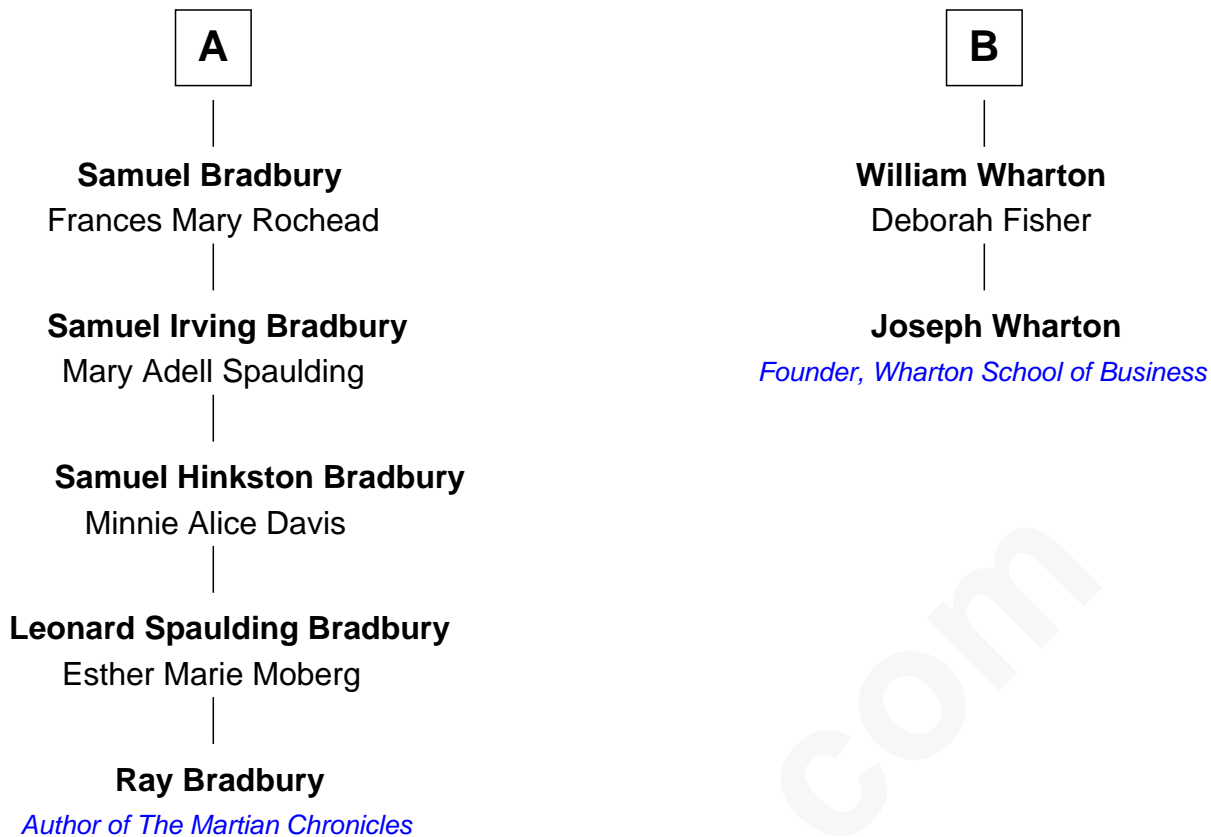 A
Samuel Bradbury
Frances Mary Rochead
Samuel Irving Bradbury
Mary Adell Spaulding
Samuel Hinkston Bradbury
Minnie Alice Davis
Leonard Spaulding Bradbury
Esther Marie Moberg
Ray Bradbury
Author of The Martian Chronicles
B
William Wharton
Deborah Fisher
Joseph Wharton
Founder, Wharton School of Business
com